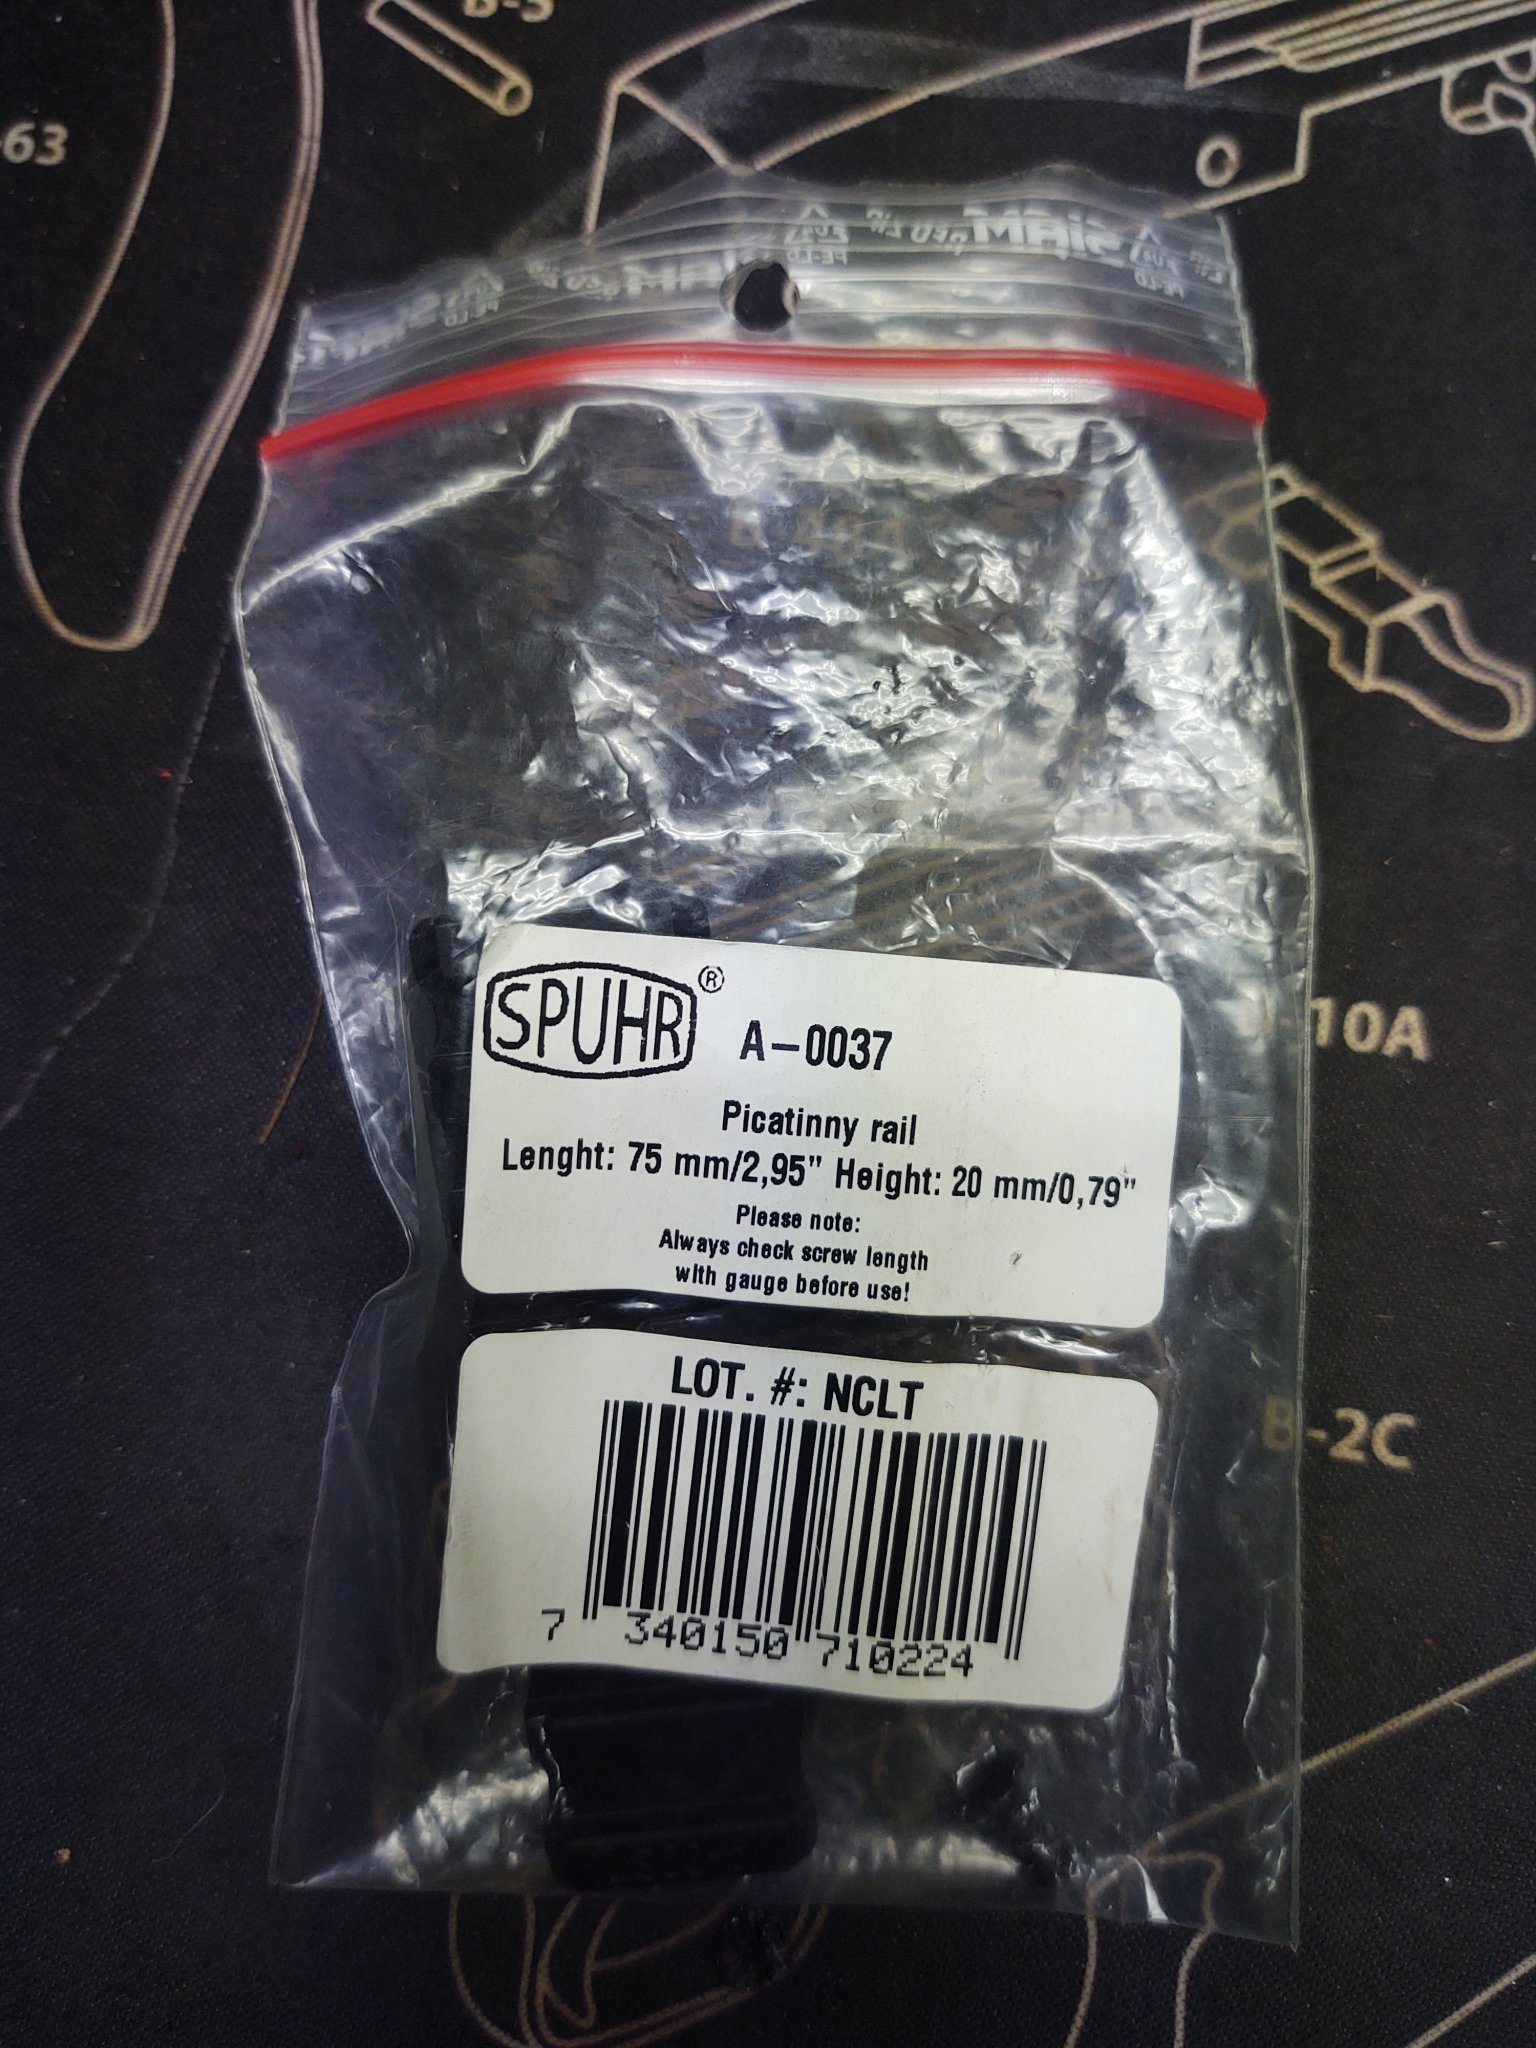 B-5
-63
SPUHR®
A-0037
Picatinny rail
Lenght: 75 mm/2,95" Height: 20 mm/0,79"
Please note:
Always check screw length
with gauge before use!
-10A
LOT. #: NCLT
B-2C
7 340150 710224